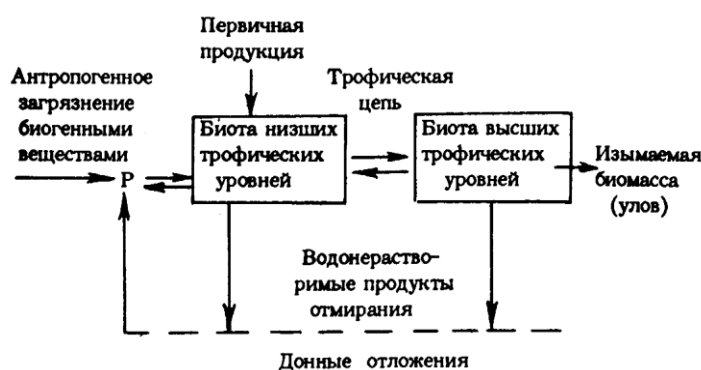 Первичная
продукция
Антропогенное
загрязнение
биогенными
веществами
Трофическая
цепь
P
Биота низших
трофических
уровней
Биота высших
трофических
уровней
Изымаемая
биомасса
(улов)
Водонераство-
римые продукты
отмирания
Донные отложения